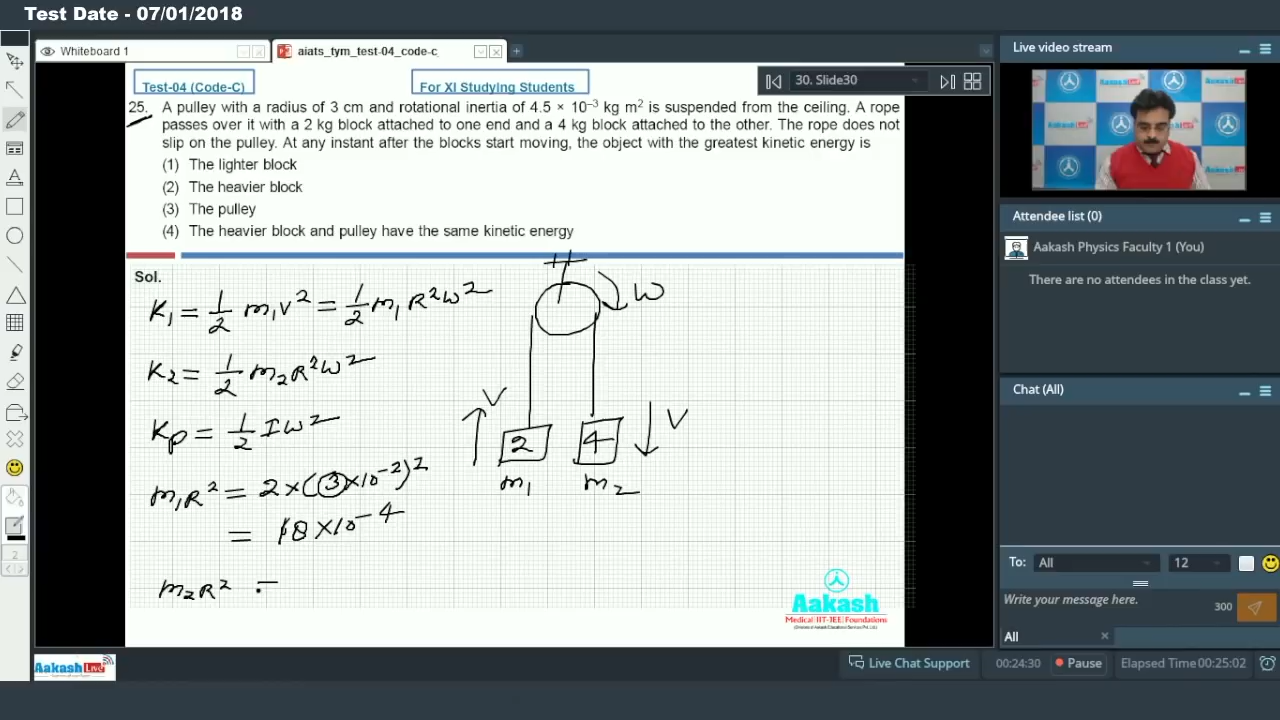 Test Date - 07/01/2018
Whiteboard 1
aiats_tym_test-04_code-c
Test-04 (Code-C)
For XI Studying Students
30. Slide30
25. A pulley with a radius of 3 cm and rotational inertia of 4.5 × 10⁻³ kg m² is suspended from the ceiling. A rope
passes over it with a 2 kg block attached to one end and a 4 kg block attached to the other. The rope does not
slip on the pulley. At any instant after the blocks start moving, the object with the greatest kinetic energy is
(1) The lighter block
(2) The heavier block
(3) The pulley
(4) The heavier block and pulley have the same kinetic energy
Sol.
K₁ = 1/2 m₁v² = 1/2 m₁R²ω²
K₂ = 1/2 m₂R²ω²
Kp = 1/2 Iω²
m₁R² = 2×(3×10⁻²)²
= 18×10⁻⁴
m₂R² =
ω
V
V
2
4
m₁
m₂
Aakash
Medical|IIT-JEE|Foundations
(Divisions of Aakash Educational Services Pvt. Ltd.)
AakashLive
2
Live video stream
Attendee list (0)
Aakash Physics Faculty 1 (You)
There are no attendees in the class yet.
Chat (All)
To: All 12
Write your message here.
300
All
Live Chat Support
00:24:30
Pause
Elapsed Time 00:25:02